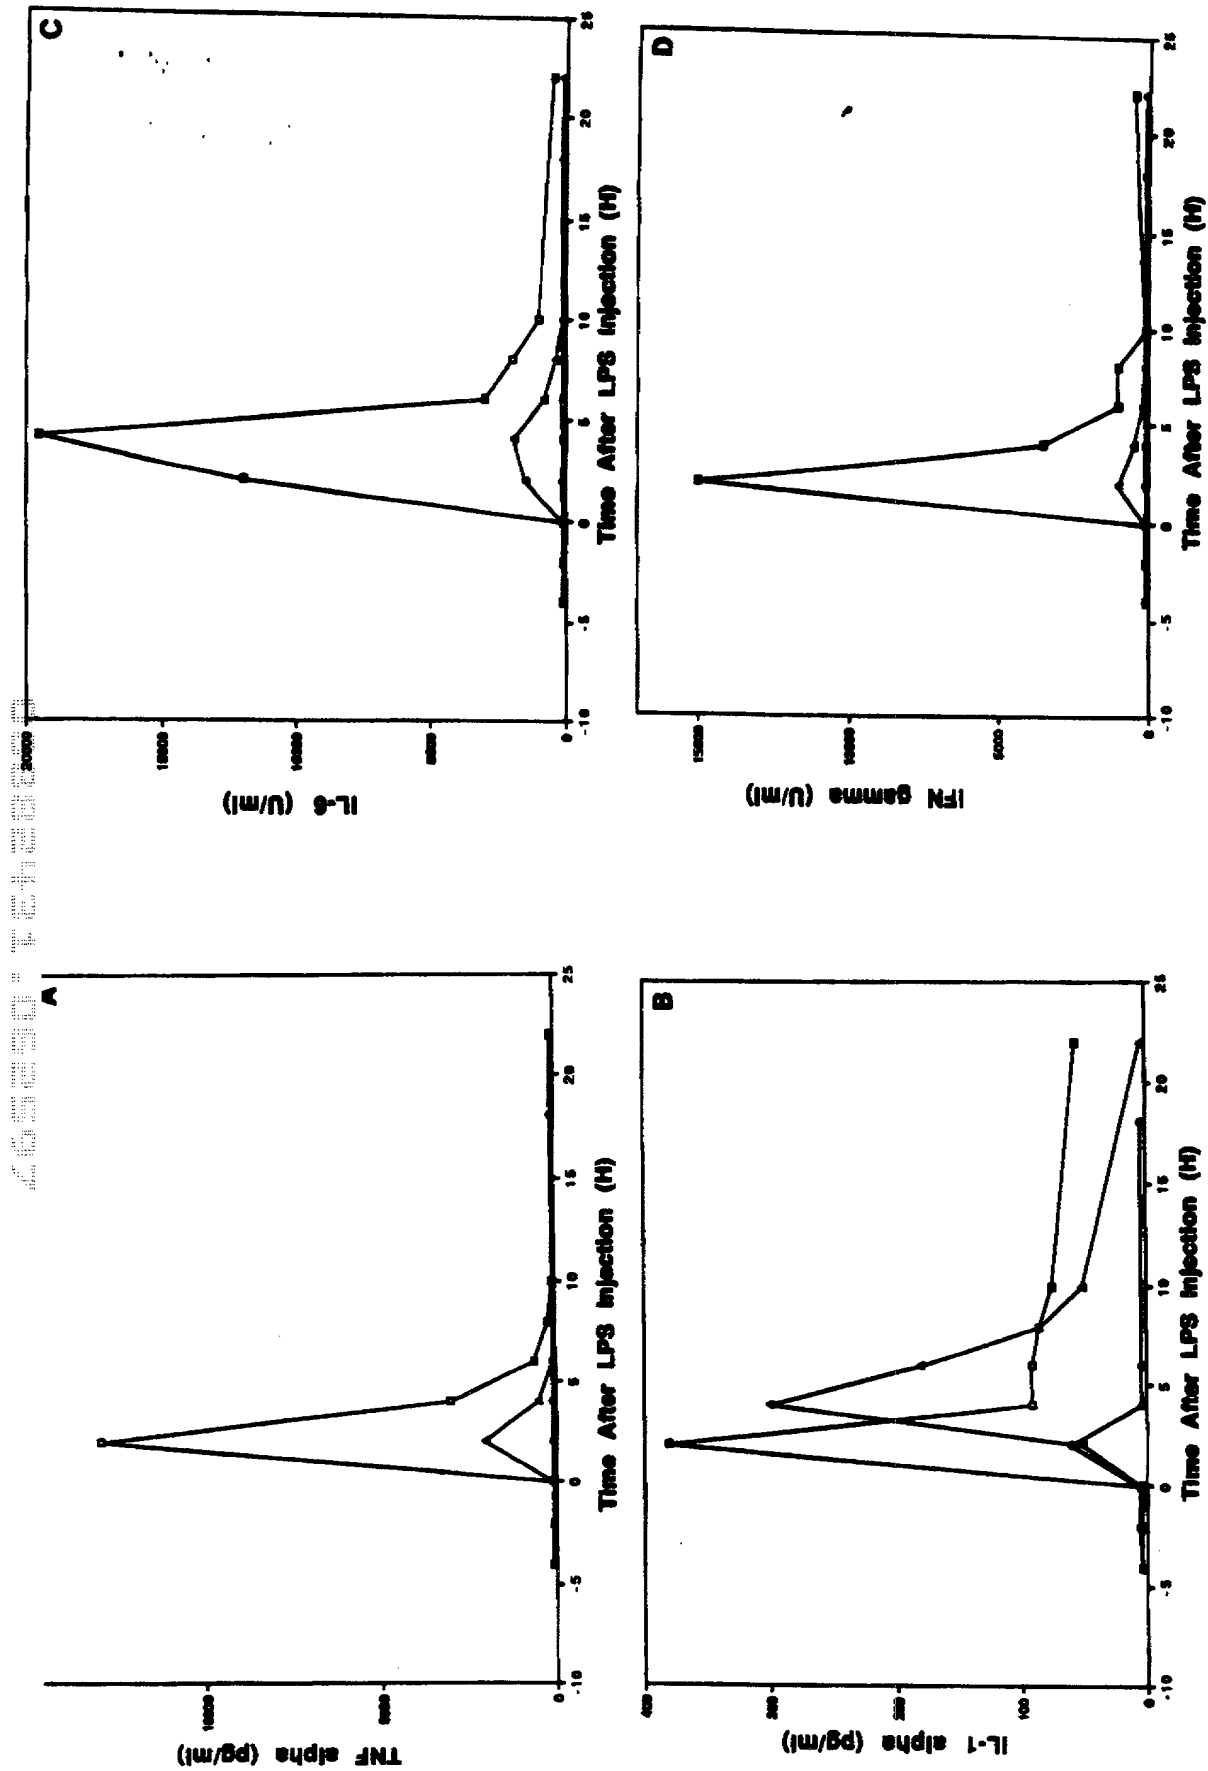 A
TNF alpha (pg/ml)
10000
5000
0
-10 -5 0 5 10 15 20 25
Time After LPS Injection (H)
C
IL-6 (U/ml)
20000
15000
10000
5000
0
-10 -5 0 5 10 15 20 25
Time After LPS Injection (H)
B
IL-1 alpha (pg/ml)
400
300
200
100
0
-10 -5 0 5 10 15 20 25
Time After LPS Injection (H)
D
IFN gamma (U/ml)
15000
10000
5000
0
-10 -5 0 5 10 15 20 25
Time After LPS Injection (H)